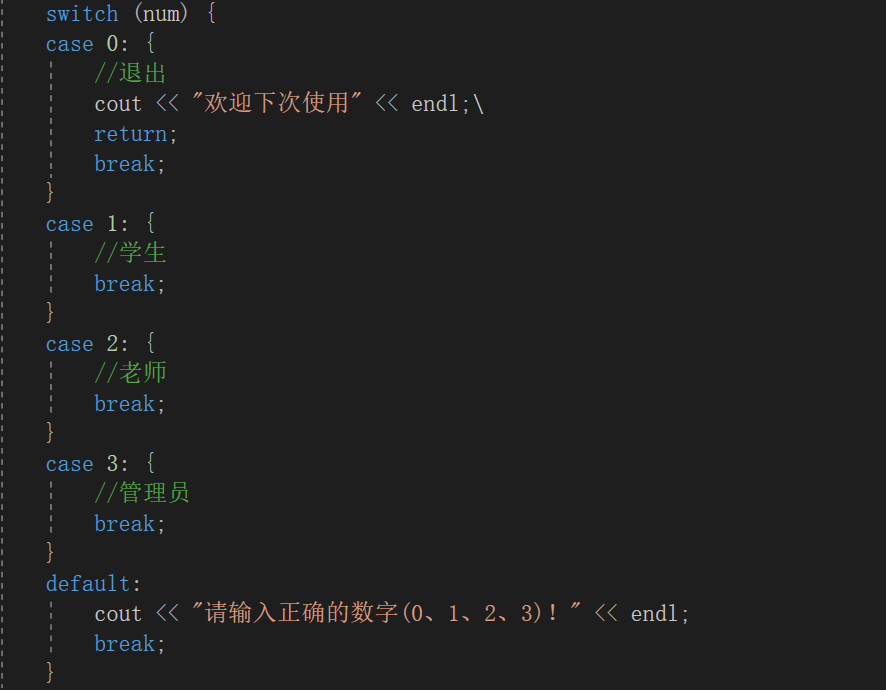 switch (num) {
case 0: {
//退出
cout << "欢迎下次使用" << endl;\
return;
break;
}
case 1: {
//学生
break;
}
case 2: {
//老师
break;
}
case 3: {
//管理员
break;
}
default:
cout << "请输入正确的数字(0、1、2、3)! " << endl;
break;
}